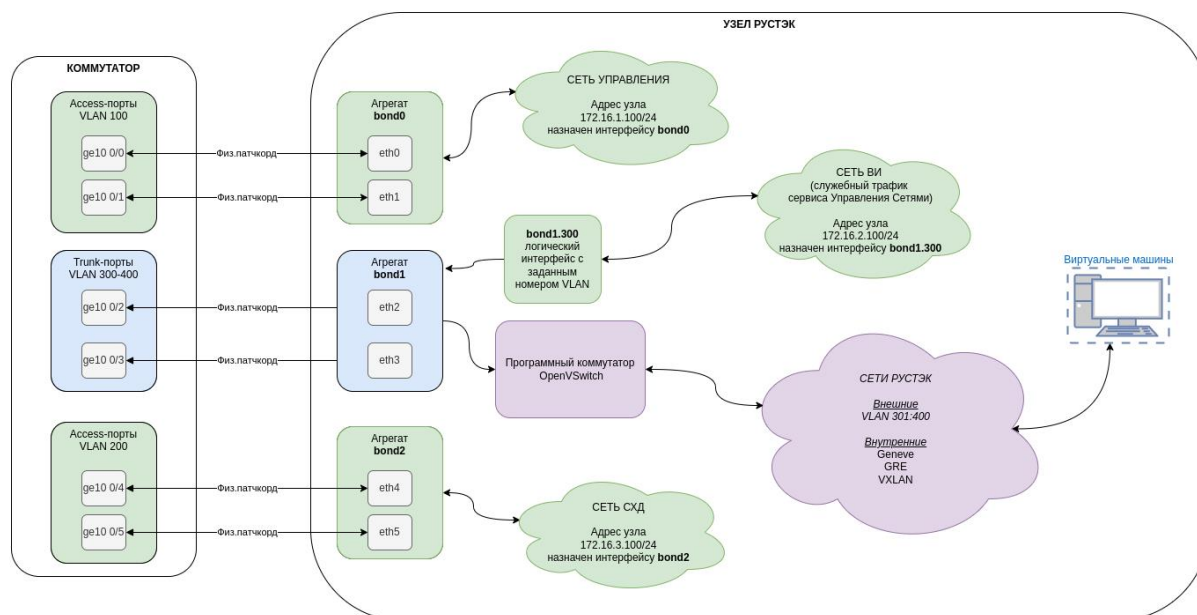 УЗЕЛ РУСТЭК
КОММУТАТОР
Access-порты
VLAN 100
ge10 0/0
ge10 0/1
Физ.патчкорд
Физ.патчкорд
Агрегат
bond0
eth0
eth1
СЕТЬ УПРАВЛЕНИЯ
Адрес узла
172.16.1.100/24
назначен интерфейсу bond0
СЕТЬ ВИ
(служебный трафик
сервиса Управления Сетями)
Адрес узла
172.16.2.100/24
назначен интерфейсу bond1.300
bond1.300
логический
интерфейс с
заданным
номером VLAN
Trunk-порты
VLAN 300-400
ge10 0/2
ge10 0/3
Физ.патчкорд
Физ.патчкорд
Агрегат
bond1
eth2
eth3
Программный коммутатор
OpenVSwitch
Виртуальные машины
СЕТИ РУСТЭК
Внешние
VLAN 301:400
Внутренние
Geneve
GRE
VXLAN
Access-порты
VLAN 200
ge10 0/4
ge10 0/5
Физ.патчкорд
Физ.патчкорд
Агрегат
bond2
eth4
eth5
СЕТЬ СХД
Адрес узла
172.16.3.100/24
назначен интерфейсу bond2